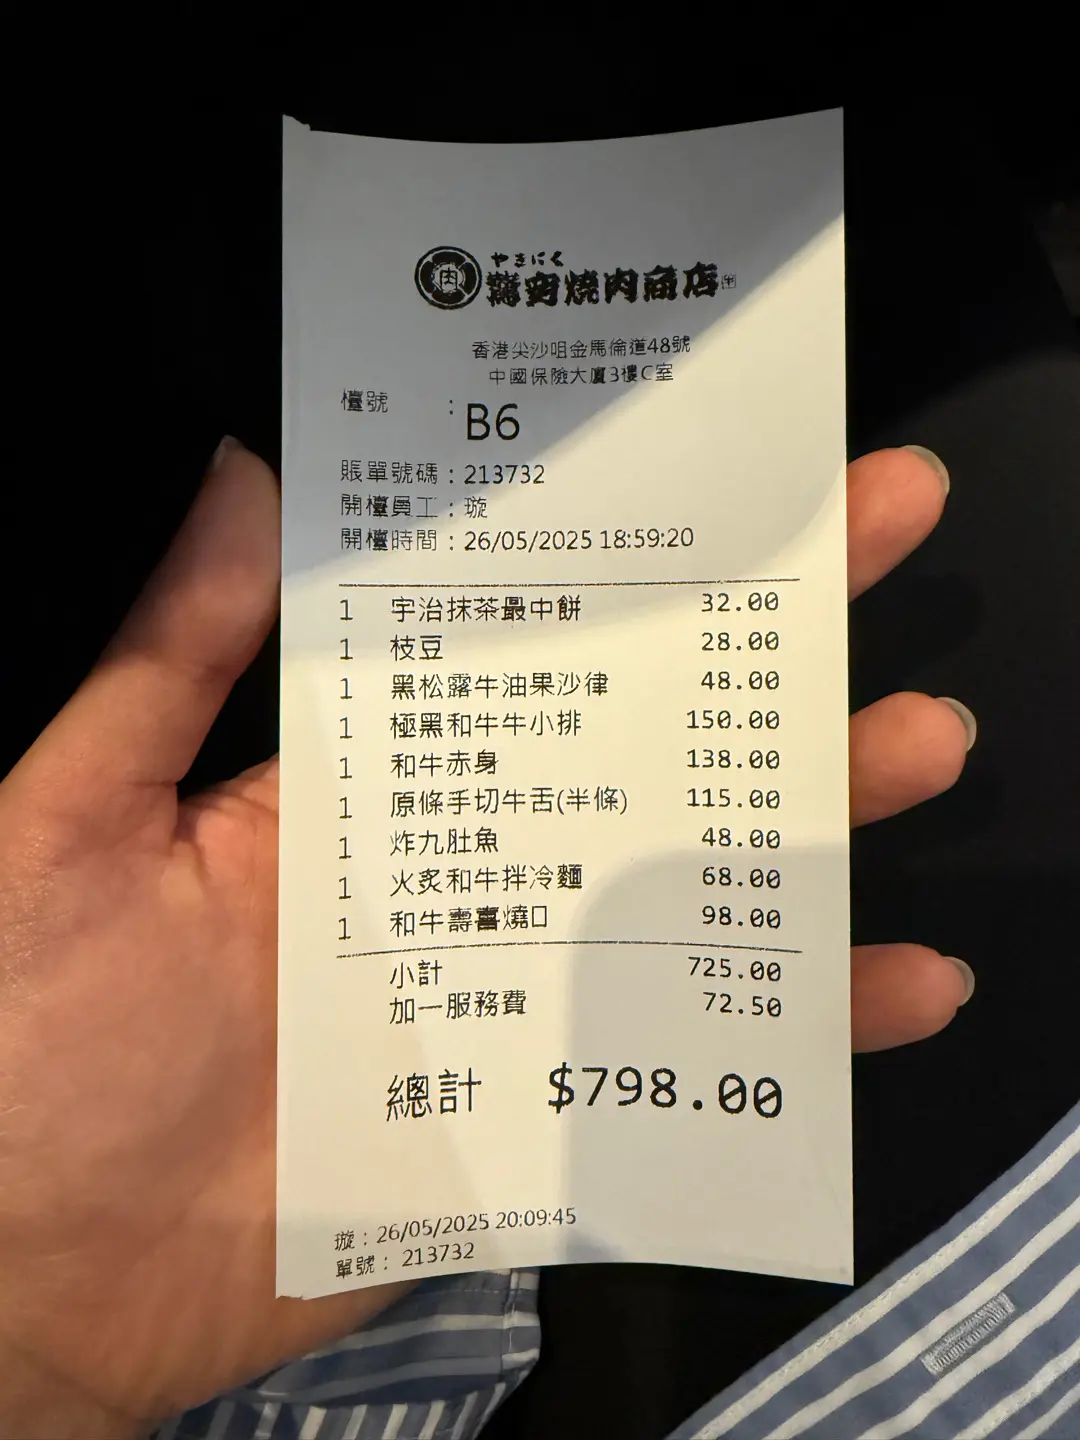 肉 やきにく
燒肉商店
香港尖沙咀金馬倫道48號
中國保險大廈3樓C室
檯號 : B6
賬單號碼 : 213732
開檯員工 : 璇
開檯時間 : 26/05/2025 18:59:20
1 宇治抹茶最中餅 32.00
1 枝豆 28.00
1 黑松露牛油果沙律 48.00
1 極黑和牛牛小排 150.00
1 和牛赤身 138.00
1 原條手切牛舌(半條) 115.00
1 炸九肚魚 48.00
1 火炙和牛拌冷麵 68.00
1 和牛壽喜燒口 98.00
小計 725.00
加一服務費 72.50
總計 $798.00
璇 : 26/05/2025 20:09:45
單號 : 213732